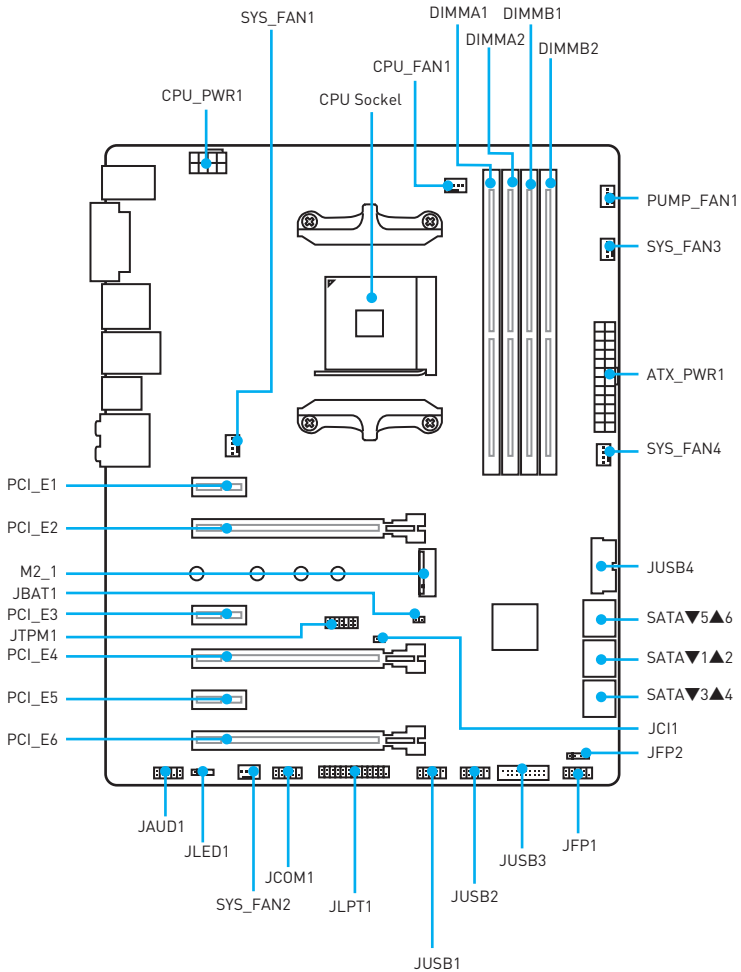 SYS_FAN1
DIMMA1
DIMMB1
DIMMA2
DIMMB2
CPU_FAN1
CPU_PWR1
CPU Sockel
PUMP_FAN1
SYS_FAN3
ATX_PWR1
SYS_FAN4
PCI_E1
PCI_E2
M2_1
JUSB4
JBAT1
PCI_E3
SATA▼5▲6
JTPM1
PCI_E4
SATA▼1▲2
PCI_E5
SATA▼3▲4
JCI1
PCI_E6
JFP2
JAUD1
JLED1
JFP1
JUSB3
JCOM1
JUSB2
SYS_FAN2
JLPT1
JUSB1